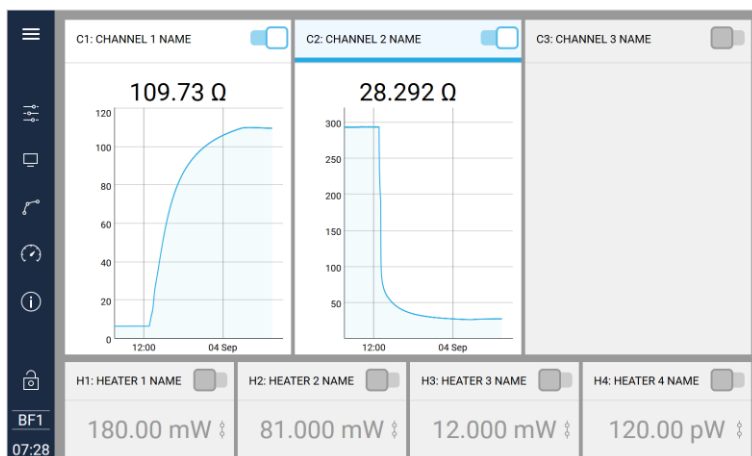 C1: CHANNEL 1 NAME
109.73 Ω
120
100
80
60
40
20
0
12:00 04 Sep
C2: CHANNEL 2 NAME
28.292 Ω
300
250
200
150
100
50
12:00 04 Sep
C3: CHANNEL 3 NAME
H1: HEATER 1 NAME
180.00 mW
H2: HEATER 2 NAME
81.000 mW
H3: HEATER 3 NAME
12.000 mW
H4: HEATER 4 NAME
120.00 pW
BF1
07:28